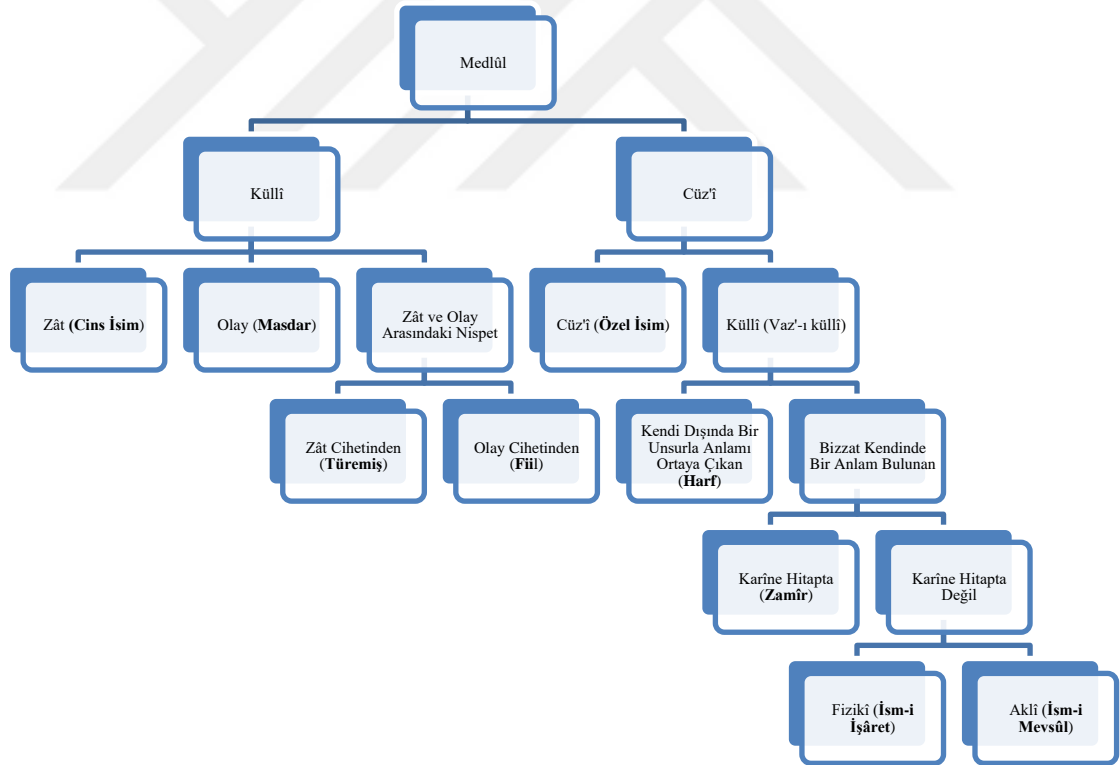 Medlûl
Küllî
Cüz'î
Zât (Cins İsim)
Olay (Masdar)
Zât ve Olay
Arasındaki Nispet
Cüz'î (Özel İsim)
Küllî (Vaz'-ı küllî)
Zât Cihetinden
(Türemiş)
Olay Cihetinden
(Fiil)
Kendi Dışında Bir
Unsurla Anlamı
Ortaya Çıkan
(Harf)
Bizzat Kendinde
Bir Anlam Bulunan
Karîne Hitapta
(Zamîr)
Karîne Hitapta
Değil
Fizikî (İsm-i
İşâret)
Aklî (İsm-i
Mevsûl)